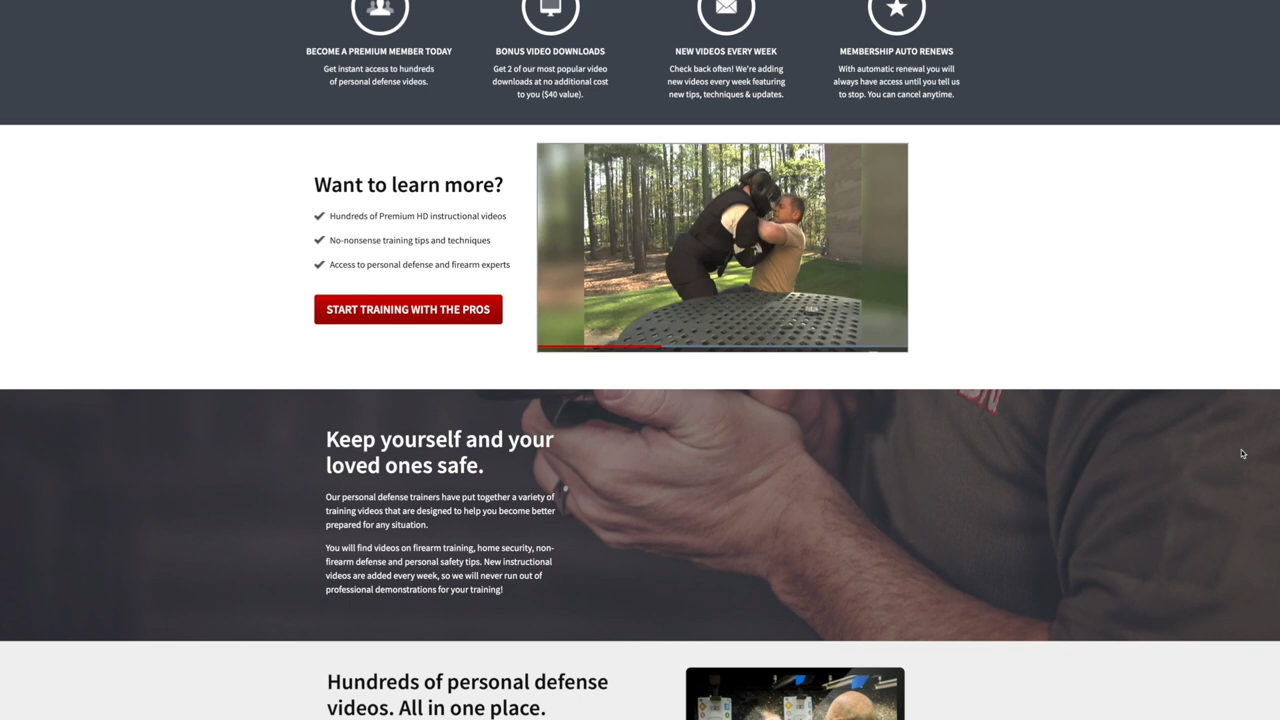 BECOME A PREMIUM MEMBER TODAY
Get instant access to hundreds
of personal defense videos.
BONUS VIDEO DOWNLOADS
Get 2 of our most popular video
downloads at no additional cost
to you ($40 value).
NEW VIDEOS EVERY WEEK
Check back often! We're adding
new videos every week featuring
new tips, techniques & updates.
MEMBERSHIP AUTO RENEWS
With automatic renewal you will
always have access until you tell us
to stop. You can cancel anytime.
Want to learn more?
Hundreds of Premium HD instructional videos
No-nonsense training tips and techniques
Access to personal defense and firearm experts
START TRAINING WITH THE PROS
Keep yourself and your
loved ones safe.
Our personal defense trainers have put together a variety of
training videos that are designed to help you become better
prepared for any situation.
You will find videos on firearm training, home security, non-
firearm defense and personal safety tips. New instructional
videos are added every week, so we will never run out of
professional demonstrations for your training!
Hundreds of personal defense
videos. All in one place.